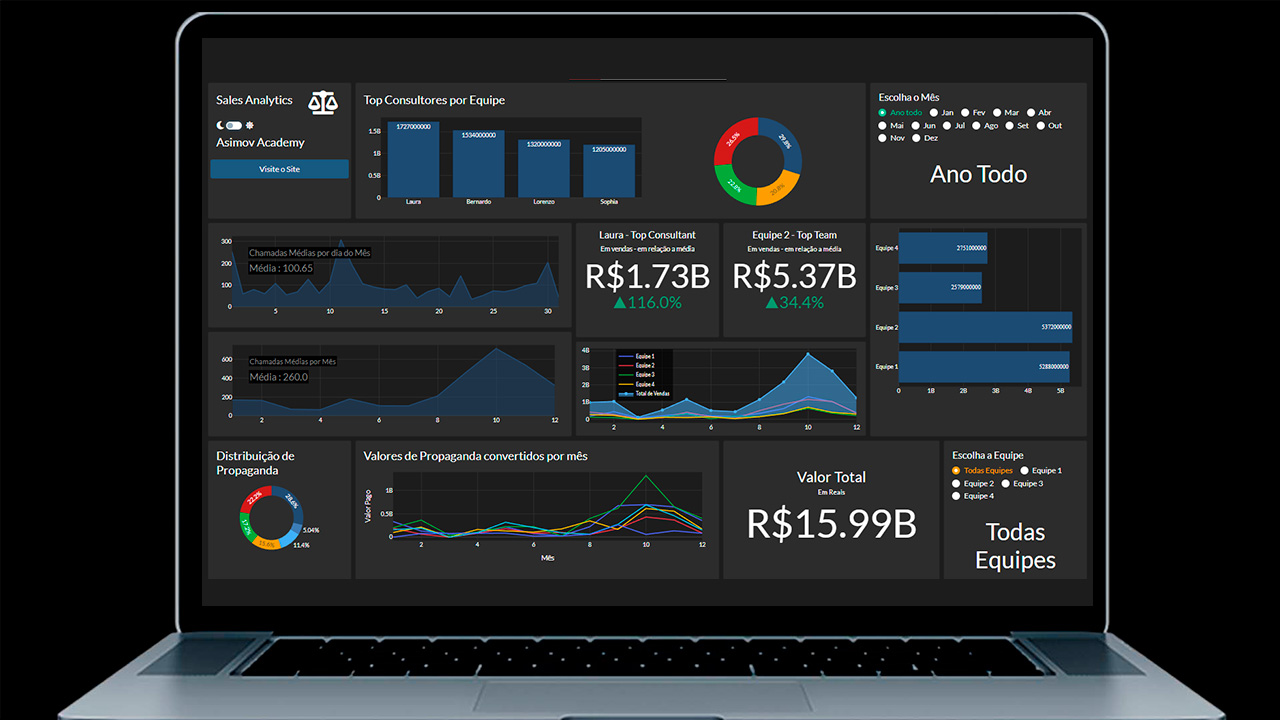 Sales Analytics
Asimov Academy
Visite o Site
Top Consultores por Equipe
1.5B
1B
0.5B
0
1727000000
1534000000
1320000000
1205000000
Laura
Bernardo
Lorenzo
Sophia
26.5%
29.8%
22.8%
20.8%
Escolha o Mês
Ano todo Jan Fev Mar Abr
Mai Jun Jul Ago Set Out
Nov Dez
Ano Todo
300
200
100
0
Chamadas Médias por dia do Mês
Média : 100.65
5 10 15 20 25 30
Laura - Top Consultant
Em vendas - em relação a média
R$1.73B
▲116.0%
Equipe 2 - Top Team
Em vendas - em relação a média
R$5.37B
▲34.4%
Equipe 4
2751000000
Equipe 3
2579000000
Equipe 2
5372000000
Equipe 1
5288000000
0 1B 2B 3B 4B 5B
600
400
200
0
Chamadas Médias por Mês
Média : 260.0
2 4 6 8 10 12
4B
3B
2B
1B
0
Equipe 1
Equipe 2
Equipe 3
Equipe 4
Total de Vendas
2 4 6 8 10 12
Distribuição de
Propaganda
22.2%
28.6%
5.04%
11.4%
15.6%
17.2%
Valores de Propaganda convertidos por mês
Valor Pago
1B
0.5B
0
2 4 6 8 10 12
Mês
Valor Total
Em Reais
R$15.99B
Escolha a Equipe
Todas Equipes Equipe 1
Equipe 2 Equipe 3
Equipe 4
Todas
Equipes